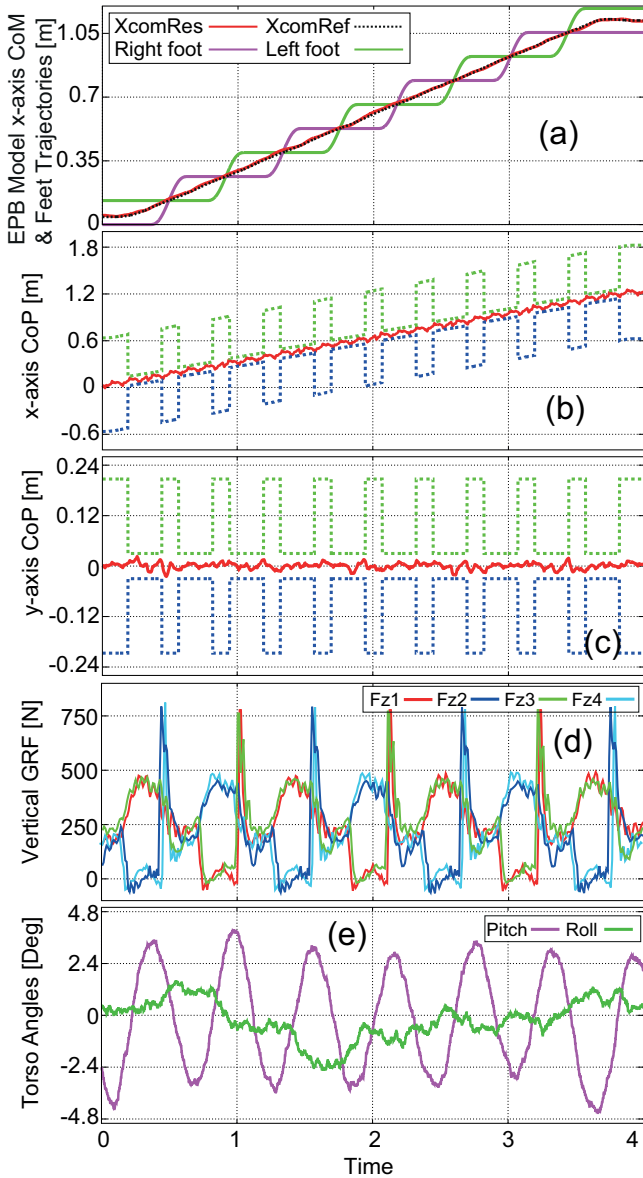 EPB Model x-axis CoM
& Feet Trajectories [m]
1.05
0.7
0.35
0
XcomRes XcomRef
Right foot Left foot
(a)
x-axis CoP [m]
1.8
1.2
0.6
0
-0.6
(b)
y-axis CoP [m]
0.24
0.12
0
-0.12
-0.24
(c)
Vertical GRF [N]
750
500
250
0
Fz1 Fz2 Fz3 Fz4
(d)
Torso Angles [Deg]
4.8
2.4
0
-2.4
-4.8
(e)
Pitch Roll
0 1 2 3 4
Time